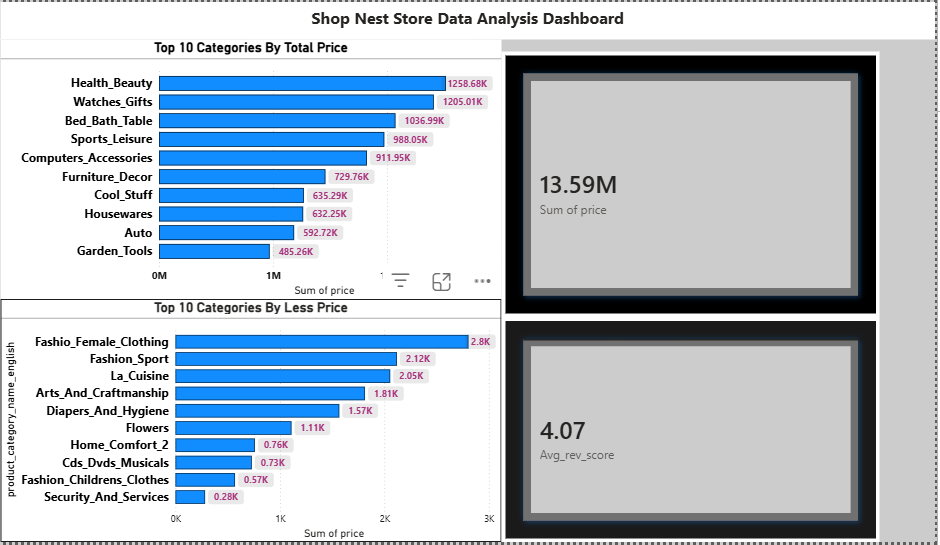 Shop Nest Store Data Analysis Dashboard
Top 10 Categories By Total Price
Health_Beauty 1258.68K
Watches_Gifts 1205.01K
Bed_Bath_Table 1036.99K
Sports_Leisure 988.05K
Computers_Accessories 911.95K
Furniture_Decor 729.76K
Cool_Stuff 635.29K
Housewares 632.25K
Auto 592.72K
Garden_Tools 485.26K
0M 1M 1
Sum of price
Top 10 Categories By Less Price
product_category_name_english
Fashio_Female_Clothing 2.8K
Fashion_Sport 2.12K
La_Cuisine 2.05K
Arts_And_Craftmanship 1.81K
Diapers_And_Hygiene 1.57K
Flowers 1.11K
Home_Comfort_2 0.76K
Cds_Dvds_Musicals 0.73K
Fashion_Childrens_Clothes 0.57K
Security_And_Services 0.28K
0K 1K 2K 3K
Sum of price
13.59M
Sum of price
4.07
Avg_rev_score